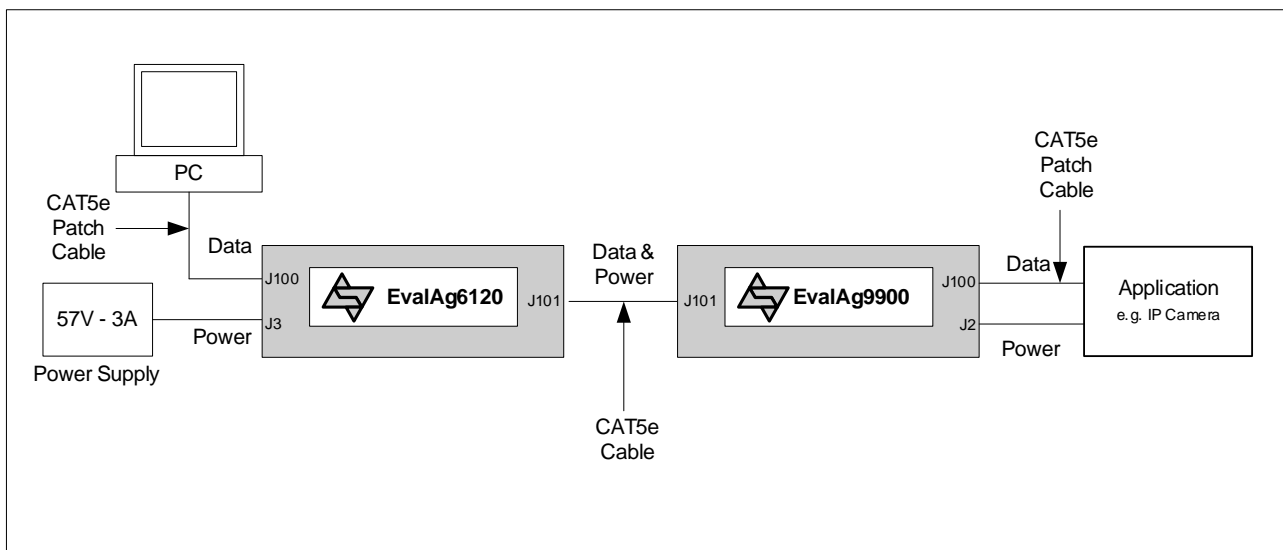 PC
CAT5e
Patch
Cable
Data
J100
EvalAg6120
J101
57V - 3A
J3
Power
Power Supply
Data &
Power
CAT5e
Cable
J101
EvalAg9900
J100
J2
Data
Power
CAT5e
Patch
Cable
Application
e.g. IP Camera